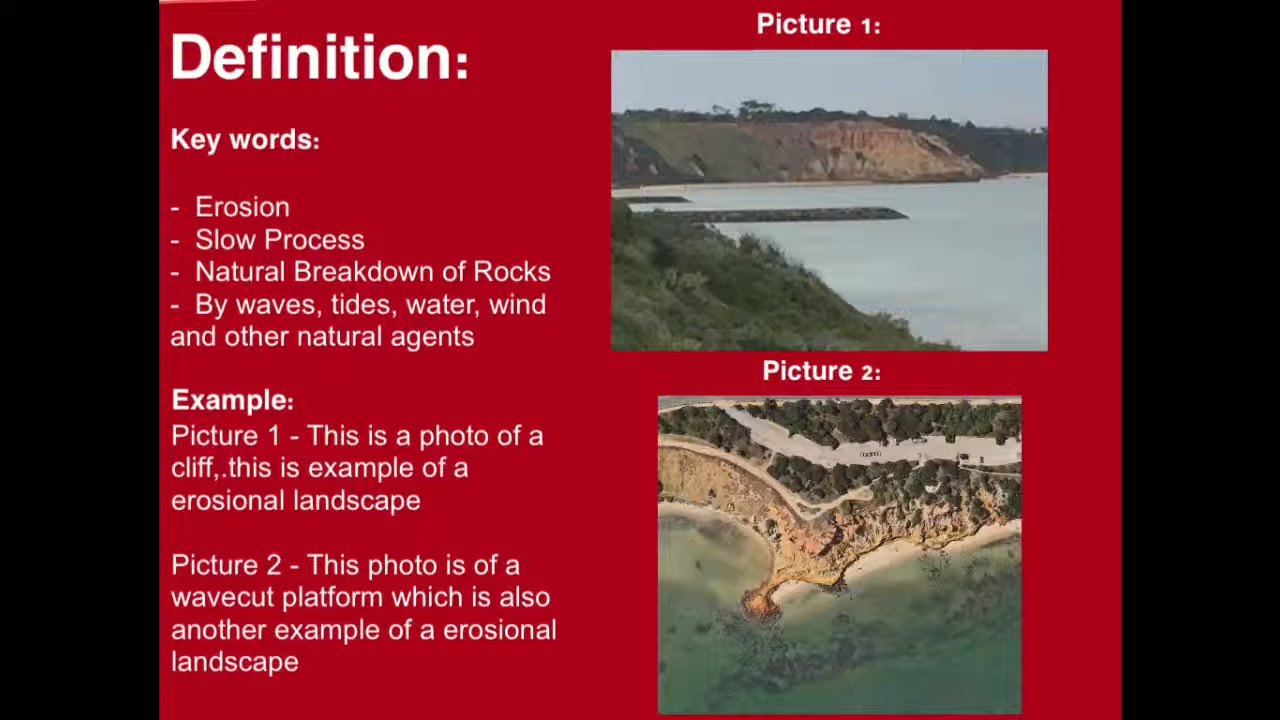 Definition:
Key words:
- Erosion
- Slow Process
- Natural Breakdown of Rocks
- By waves, tides, water, wind
and other natural agents
Example:
Picture 1 - This is a photo of a
cliff,.this is example of a
erosional landscape
Picture 2 - This photo is of a
wavecut platform which is also
another example of a erosional
landscape
Picture 1:
Picture 2: